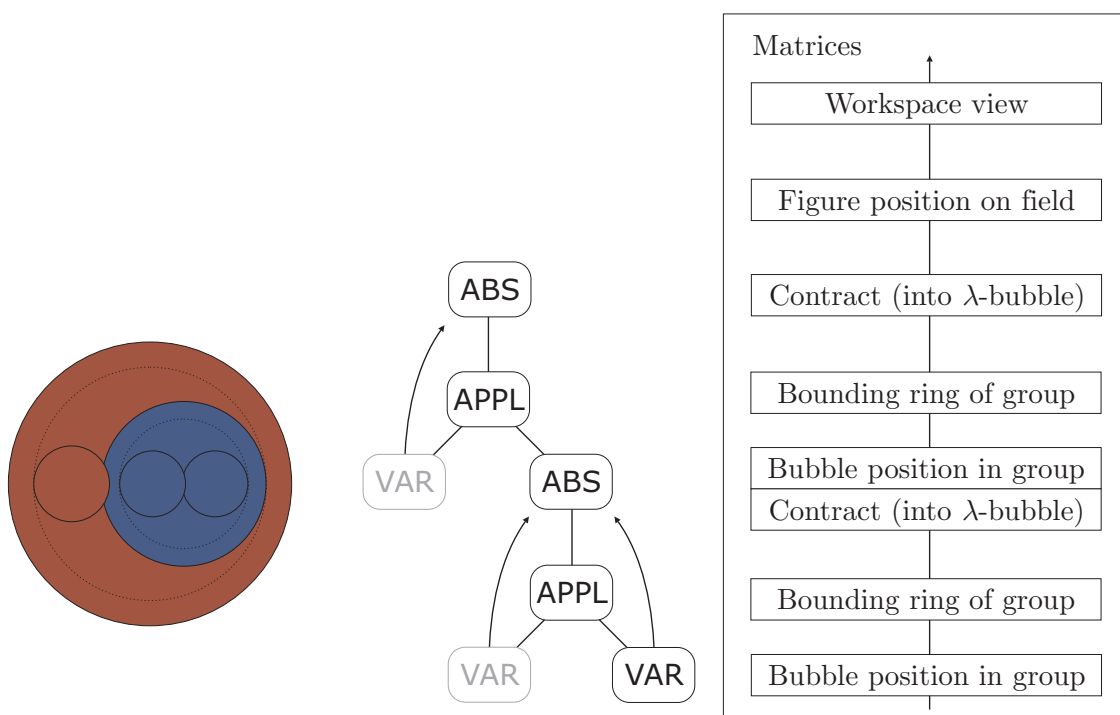 Matrices
Workspace view
Figure position on field
ABS
Contract (into λ-bubble)
APPL
Bounding ring of group
VAR
ABS
Bubble position in group
Contract (into λ-bubble)
APPL
Bounding ring of group
VAR
VAR
Bubble position in group